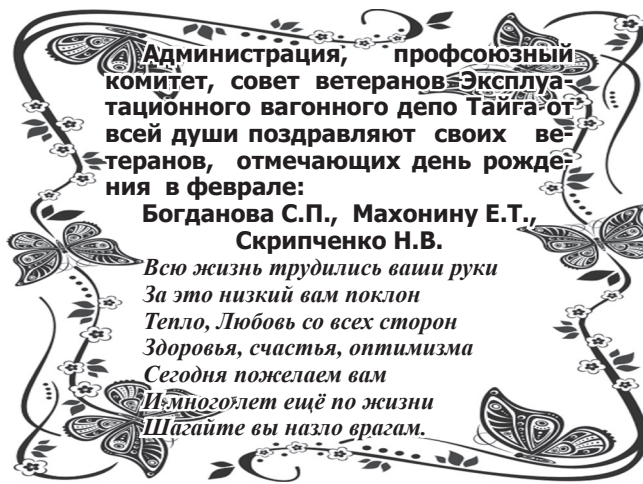 Администрация, профсоюзный
комитет, совет ветеранов Эксплуа-
тационного вагонного депо Тайга от
всей души поздравляют своих ве-
теранов, отмечающих день рожде-
ния в феврале:
Богданова С.П., Махонину Е.Т.,
Скрипченко Н.В.
Всю жизнь трудились ваши руки
За это низкий вам поклон
Тепло, Любовь со всех сторон
Здоровья, счастья, оптимизма
Сегодня пожелаем вам
И много лет ещё по жизни
Шагайте вы назло врагам.